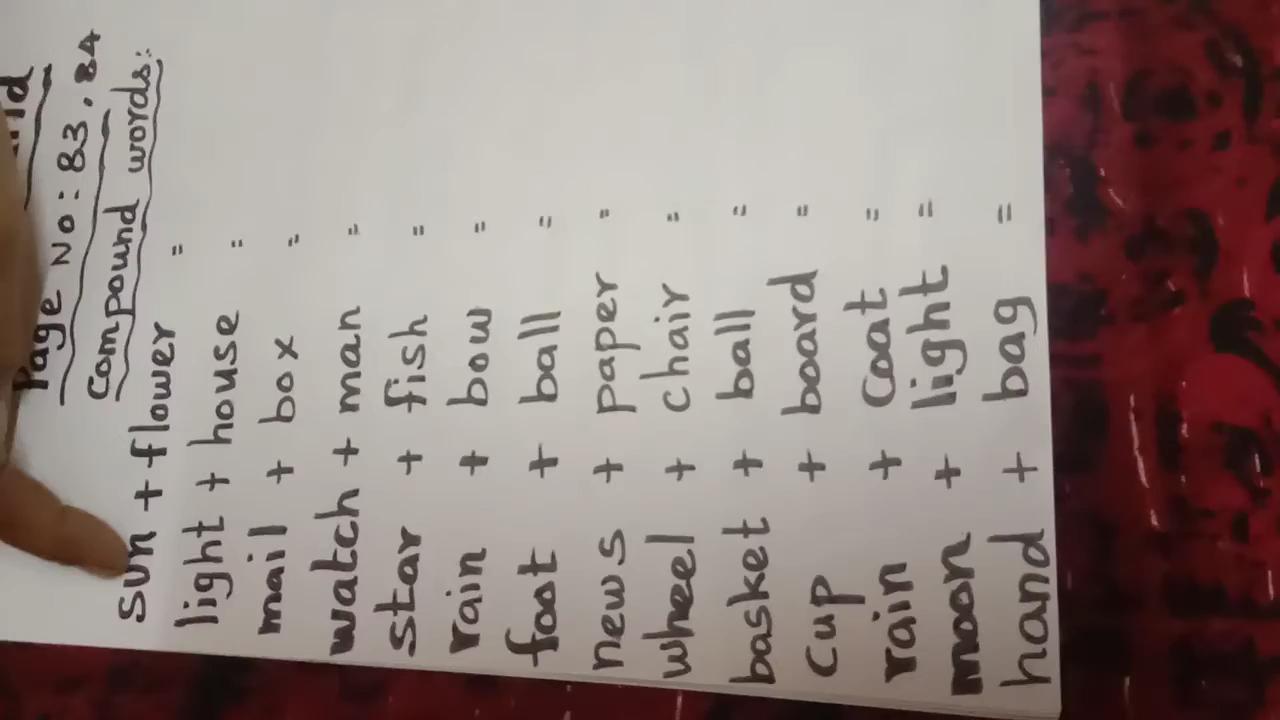 Page No: 83, 84
Compound words:
sun + flower =
light + house =
mail + box =
watch + man =
star + fish =
rain + bow =
foot + ball =
news + paper =
wheel + chair =
basket + ball =
cup + board =
rain + coat =
moon + light =
hand + bag =